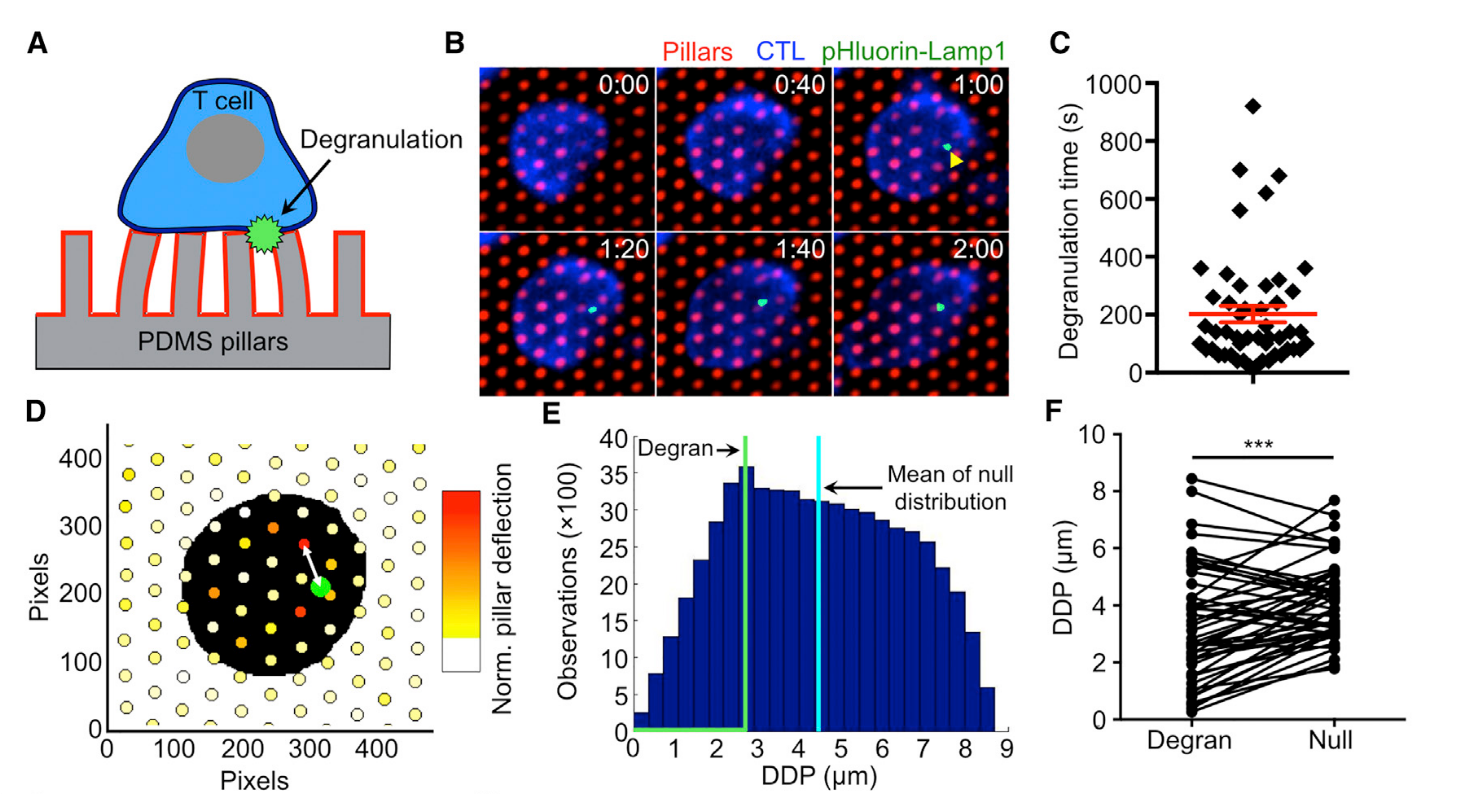 A
T cell
Degranulation
PDMS pillars
B
Pillars CTL pHluorin-Lamp1
0:00
0:40
1:00
1:20
1:40
2:00
C
Degranulation time (s)
1000
800
600
400
200
0
D
Pixels
400
300
200
100
0
0 100 200 300 400
Pixels
Norm. pillar deflection
E
Observations (×100)
40
35
30
25
20
15
10
5
0
Degran
Mean of null
distribution
0 1 2 3 4 5 6 7 8 9
DDP (µm)
F
DDP (µm)
10
8
6
4
2
0
***
Degran Null